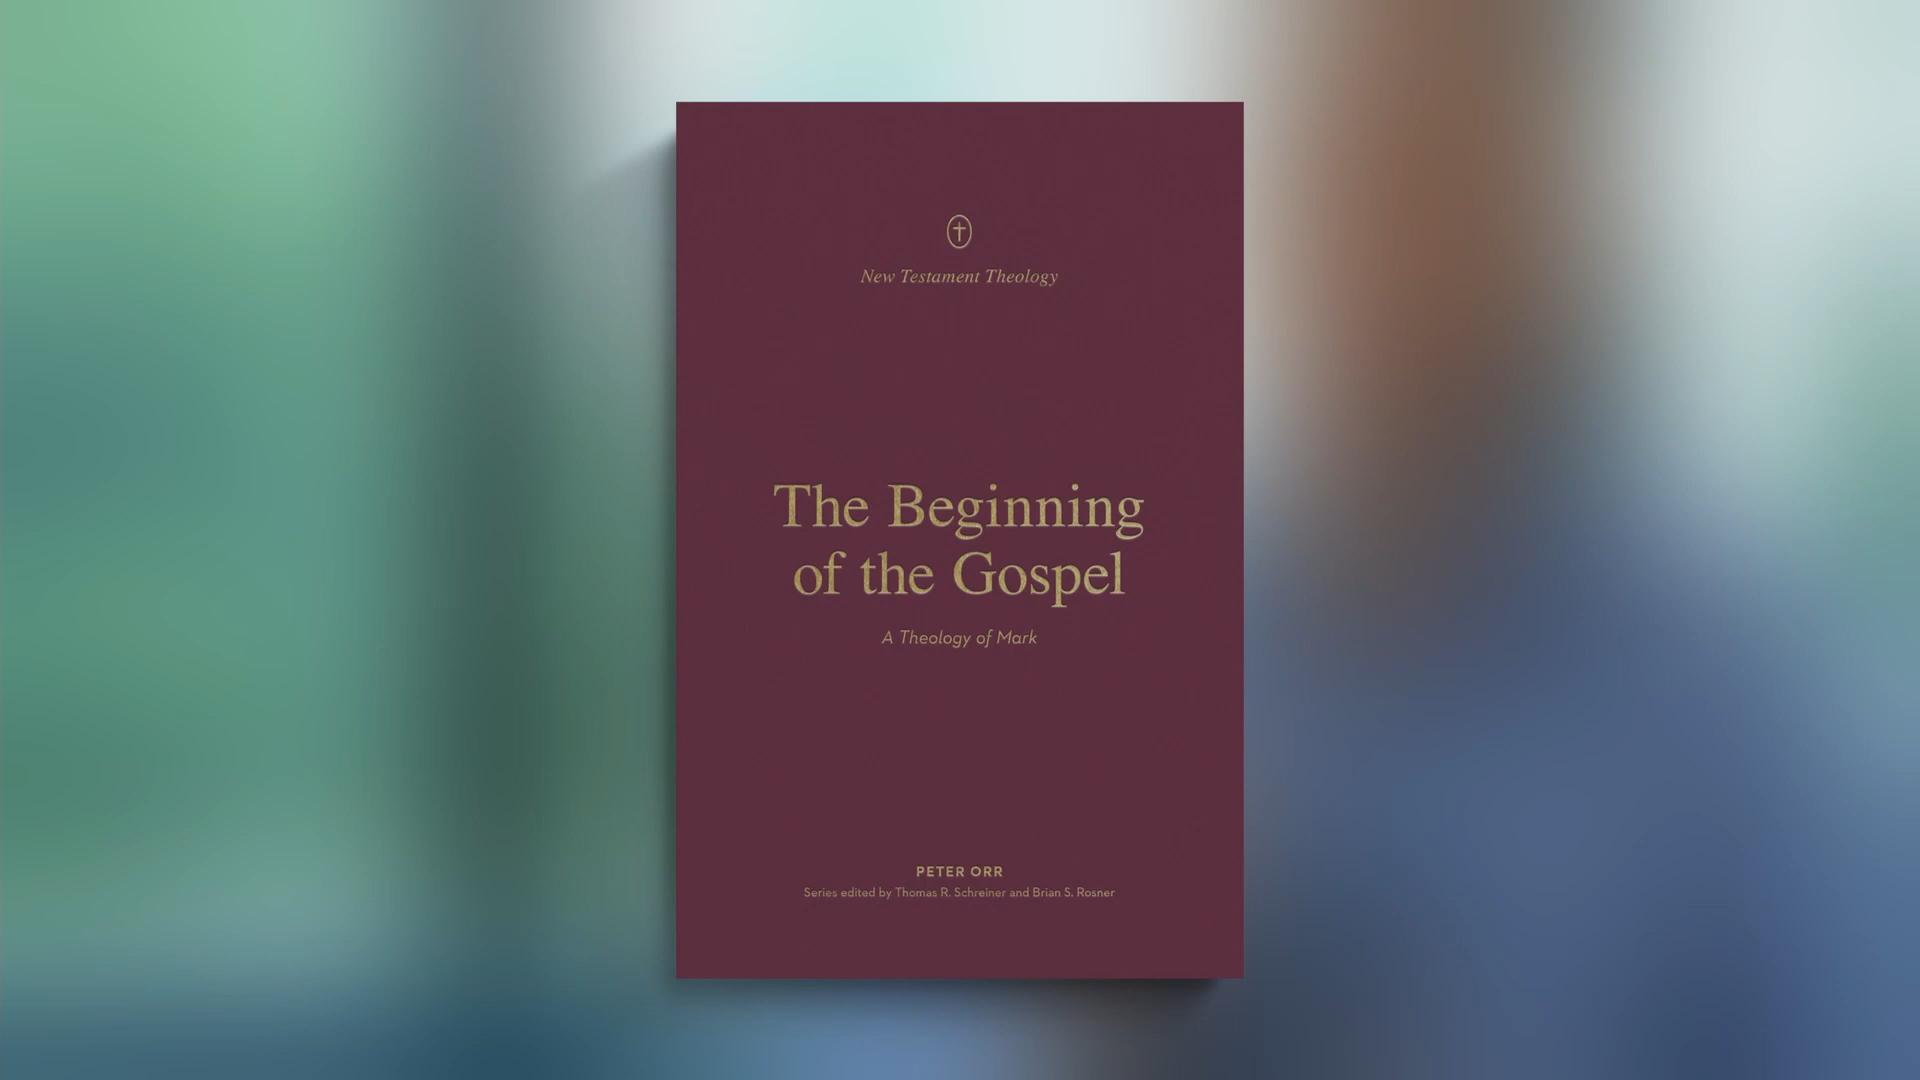 New Testament Theology
The Beginning
of the Gospel
A Theology of Mark
PETER ORR
Series edited by Thomas R. Schreiner and Brian S. Rosner